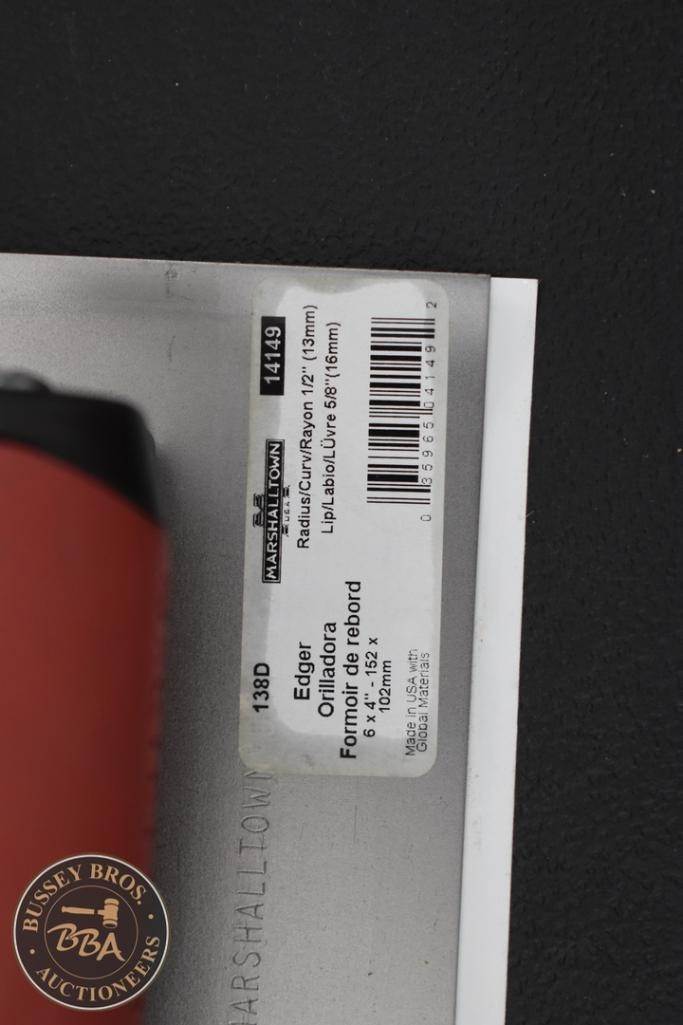 138D
MARSHALLTOWN
USA
14149
Edger
Orilladora
Formoir de rebord
6 x 4" - 152 x
102mm
Radius/Curv/Rayon 1/2" (13mm)
Lip/Labio/LÜvre 5/8"(16mm)
Made in USA with
Global Materials
0 35965 04149 2
MARSHALLTOWN
BUSSEY BROS.
BBA
AUCTIONEERS